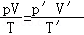 pV/T = p' V'/T'